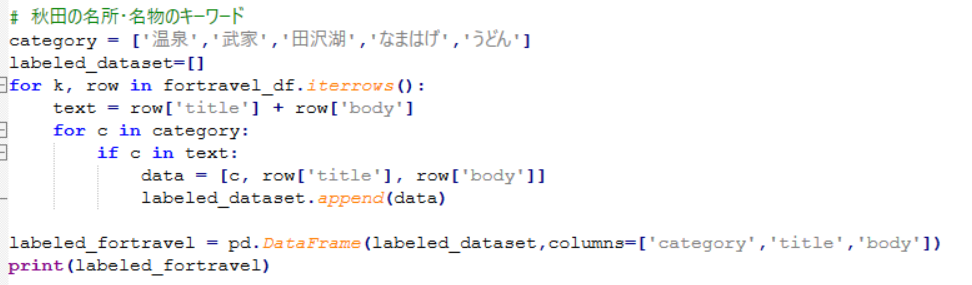 # 秋田の名所・名物のキーワード
category = ['温泉','武家','田沢湖','なまはげ','うどん']
labeled_dataset=[]
for k, row in fortravel_df.iterrows():
    text = row['title'] + row['body']
    for c in category:
        if c in text:
            data = [c, row['title'], row['body']]
            labeled_dataset.append(data)
labeled_fortravel = pd.DataFrame(labeled_dataset,columns=['category','title','body'])
print(labeled_fortravel)